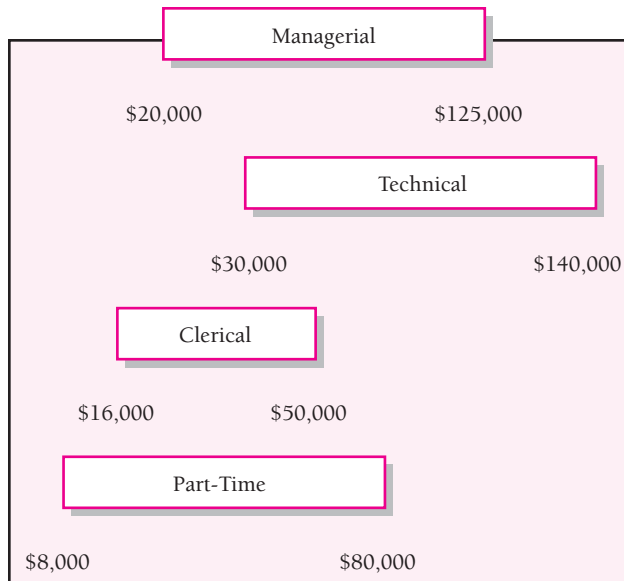 Managerial
$20,000 $125,000
Technical
$30,000 $140,000
Clerical
$16,000 $50,000
Part-Time
$8,000 $80,000